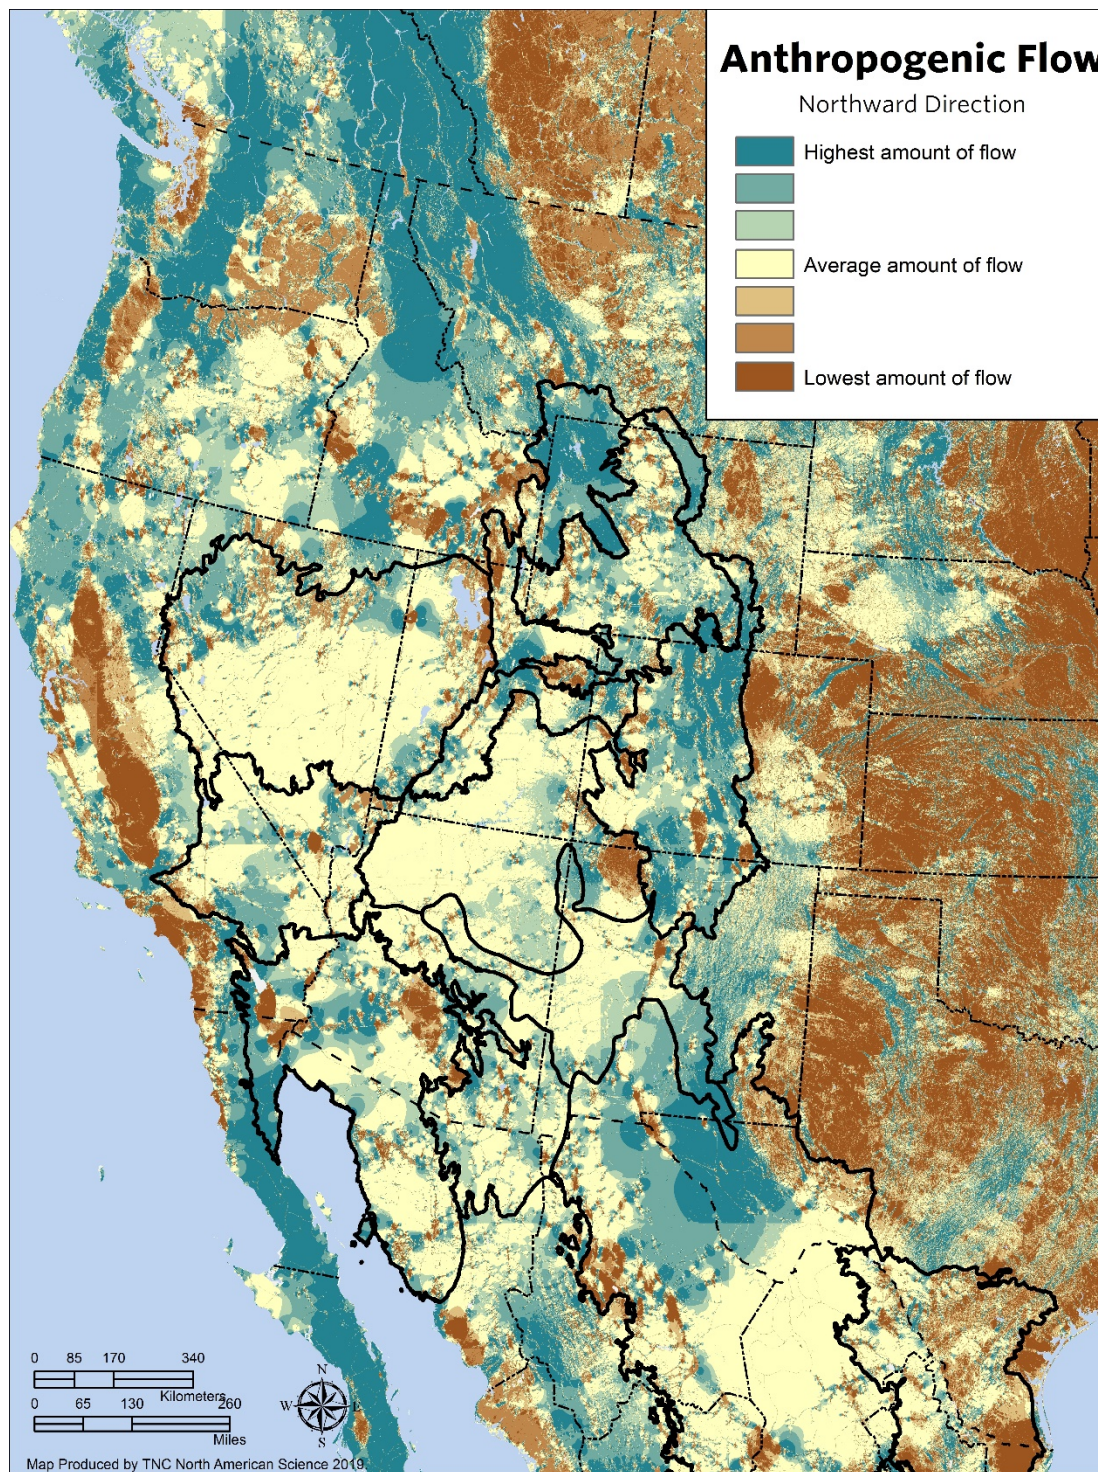 Anthropogenic Flow
Northward Direction
Highest amount of flow
Average amount of flow
Lowest amount of flow
0 85 170 340
Kilometers
0 65 130 260
Miles
N
W E
S
Map Produced by TNC North American Science 2019.